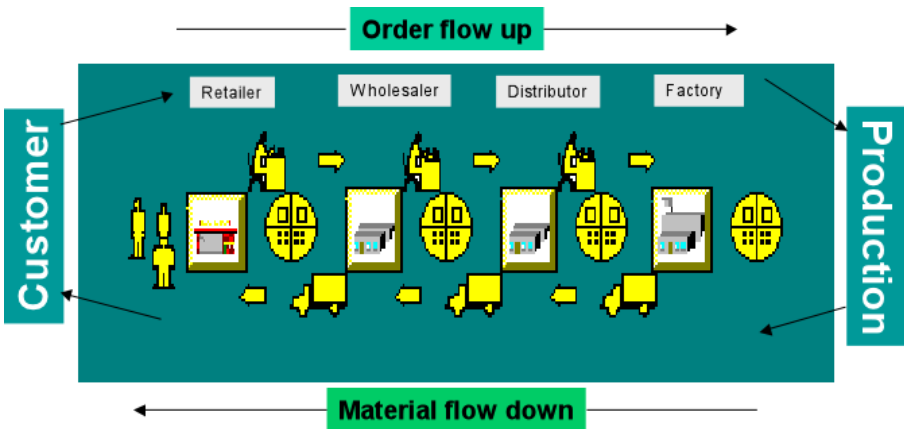 Order flow up
Retailer
Wholesaler
Distributor
Factory
Customer
Production
Material flow down